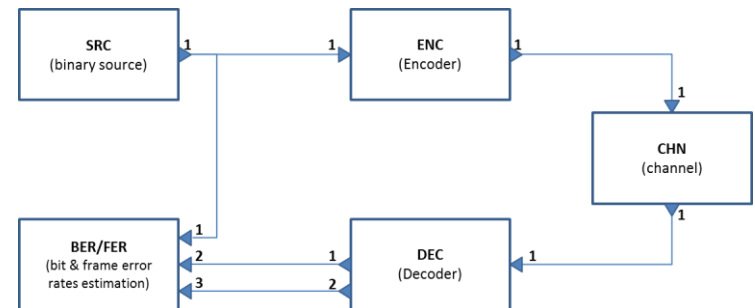 SRC
(binary source)
1
1
ENC
(Encoder)
1
1
CHN
(channel)
1
BER/FER
(bit & frame error
rates estimation)
1
2
3
1
2
DEC
(Decoder)
1